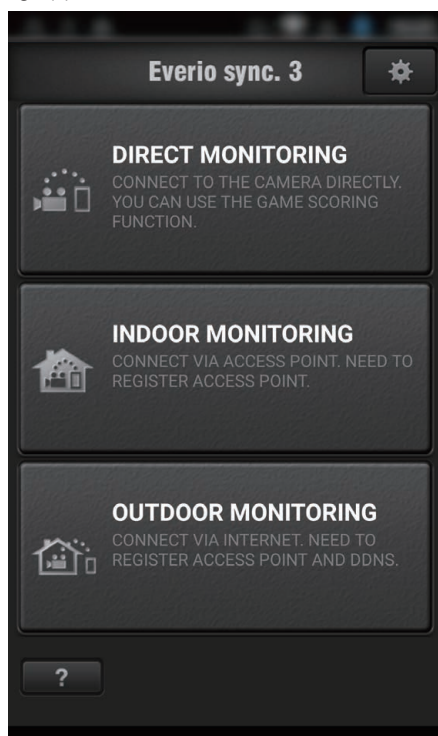 Everio sync. 3
DIRECT MONITORING
CONNECT TO THE CAMERA DIRECTLY.
YOU CAN USE THE GAME SCORING
FUNCTION.
INDOOR MONITORING
CONNECT VIA ACCESS POINT. NEED TO
REGISTER ACCESS POINT.
OUTDOOR MONITORING
CONNECT VIA INTERNET. NEED TO
REGISTER ACCESS POINT AND DDNS.
?